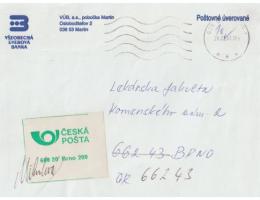 VÚB, a.s., pobočka Martin
Osloboditeľov 2
036 53 Martin
Poštovné úverované
VŠEOBECNÁ
ÚVEROVÁ
BANKA
Lekárska fakulta
Komenského nám. 2
662 43 BRNO
ČR 662 43
ČESKÁ
POŠTA
Brno